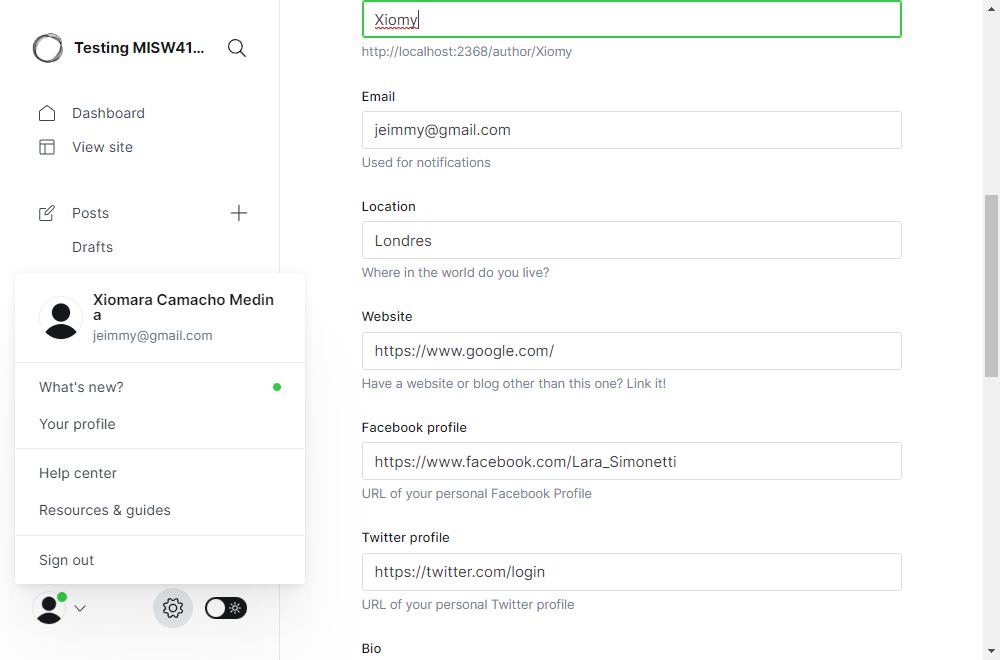 Testing MISW41...
Dashboard
View site
Posts
Drafts
Xiomara Camacho Medin
a
jeimmy@gmail.com
What's new?
Your profile
Help center
Resources & guides
Sign out
Xiomy
http://localhost:2368/author/Xiomy
Email
jeimmy@gmail.com
Used for notifications
Location
Londres
Where in the world do you live?
Website
https://www.google.com/
Have a website or blog other than this one? Link it!
Facebook profile
https://www.facebook.com/Lara_Simonetti
URL of your personal Facebook Profile
Twitter profile
https://twitter.com/login
URL of your personal Twitter profile
Bio